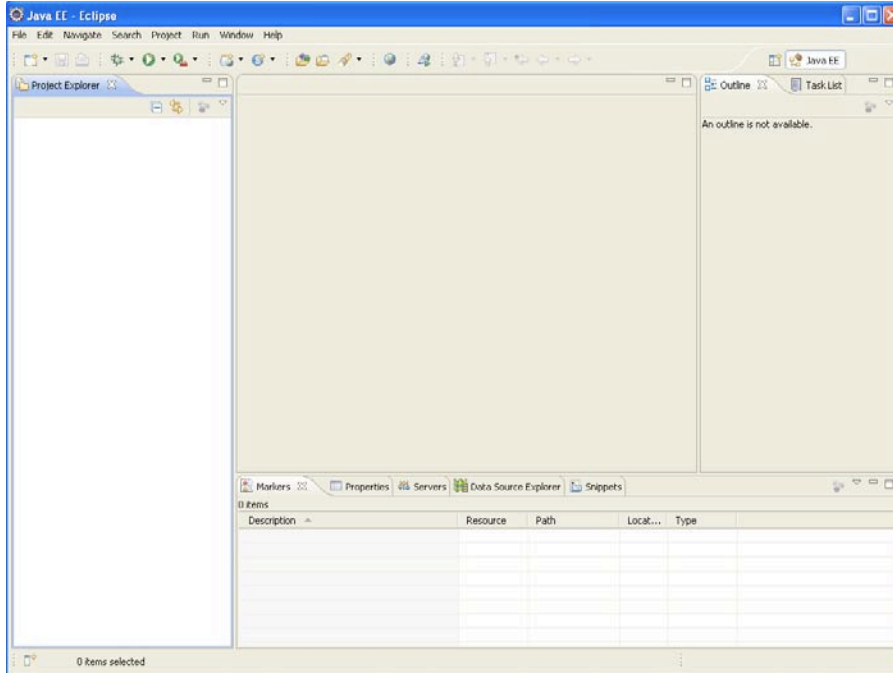 Java EE - Eclipse
File Edit Navigate Search Project Run Window Help
Java EE
Project Explorer
Outline Task List
An outline is not available.
Markers Properties Servers Data Source Explorer Snippets
0 items
Description Resource Path Locat... Type
0 items selected